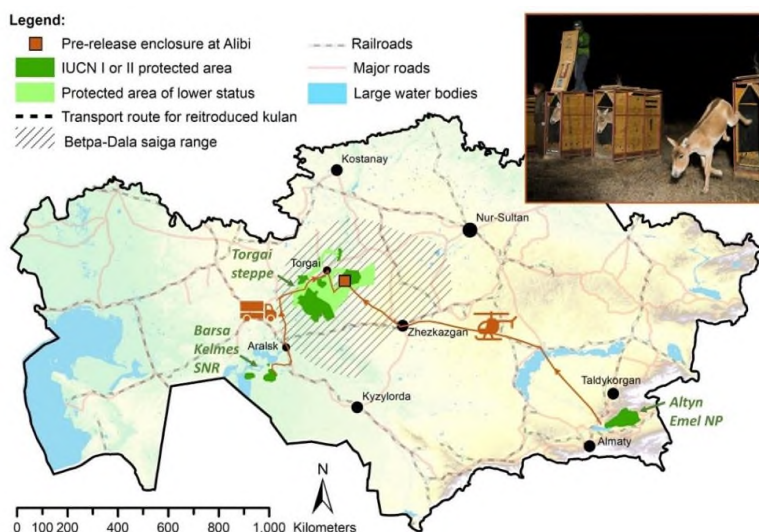 Legend:
Pre-release enclosure at Alibi
IUCN I or II protected area
Protected area of lower status
Transport route for reitroduced kulan
Betpa-Dala saiga range
Railroads
Major roads
Large water bodies
Kostanay
Nur-Sultan
Torgai
steppe
Torgai
Barsa
Kelmes
SNR
Aralsk
Zhezkazgan
Kyzylorda
Taldykorgan
Altyn
Emel NP
Almaty
N
0 100 200 400 600 800 1.000
Kilometers